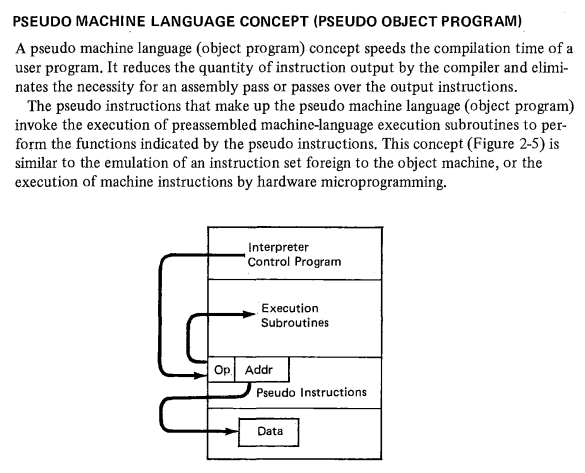 PSEUDO MACHINE LANGUAGE CONCEPT (PSEUDO OBJECT PROGRAM)
A pseudo machine language (object program) concept speeds the compilation time of a
user program. It reduces the quantity of instruction output by the compiler and elimi-
nates the necessity for an assembly pass or passes over the output instructions.
The pseudo instructions that make up the pseudo machine language (object program)
invoke the execution of preassembled machine-language execution subroutines to per-
form the functions indicated by the pseudo instructions. This concept (Figure 2-5) is
similar to the emulation of an instruction set foreign to the object machine, or the
execution of machine instructions by hardware microprogramming.
Interpreter
Control Program
Execution
Subroutines
Op. Addr
Pseudo Instructions
Data